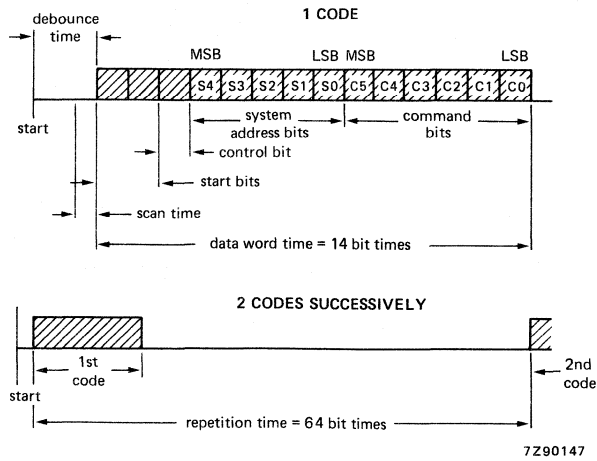 1 CODE
debounce
time
MSB
LSB
MSB
LSB
S4 S3 S2 S1 S0 C5 C4 C3 C2 C1 C0
start
system
address bits
command
bits
control bit
start bits
scan time
data word time = 14 bit times
2 CODES SUCCESSIVELY
1st
code
2nd
code
start
repetition time = 64 bit times
7Z90147